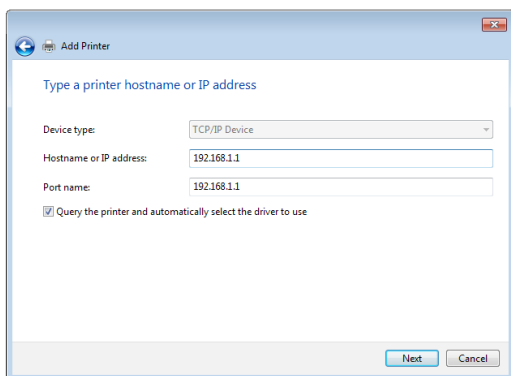 Add Printer
Type a printer hostname or IP address
Device type: TCP/IP Device
Hostname or IP address: 192.168.1.1
Port name: 192.168.1.1
Query the printer and automatically select the driver to use
Next Cancel